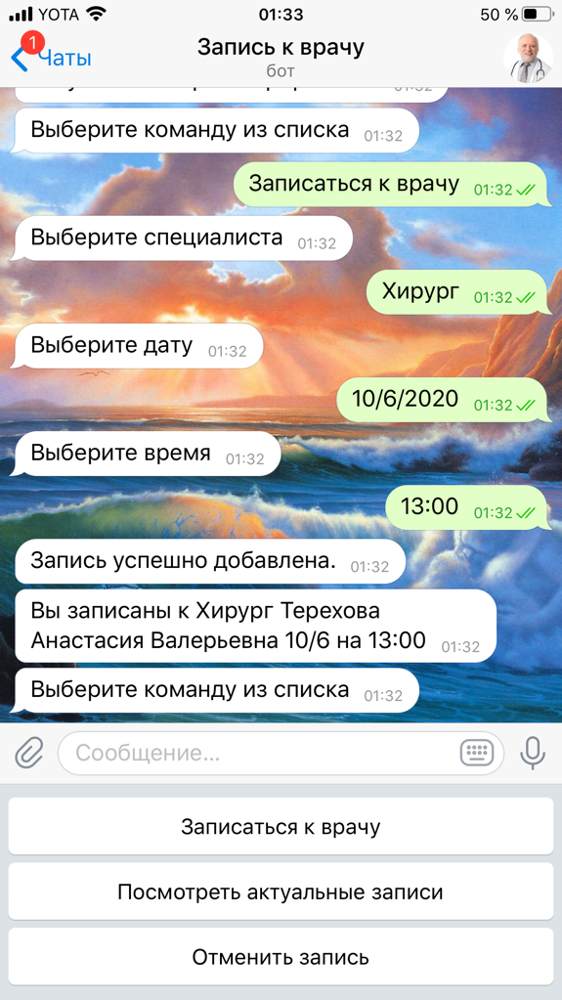 YOTA 01:33 50 %
1
Чаты
Запись к врачу
бот
Выберите команду из списка 01:32
Записаться к врачу 01:32
Выберите специалиста 01:32
Хирург 01:32
Выберите дату 01:32
10/6/2020 01:32
Выберите время 01:32
13:00 01:32
Запись успешно добавлена. 01:32
Вы записаны к Хирург Терехова
Анастасия Валерьевна 10/6 на 13:00 01:32
Выберите команду из списка 01:32
Сообщение...
Записаться к врачу
Посмотреть актуальные записи
Отменить запись